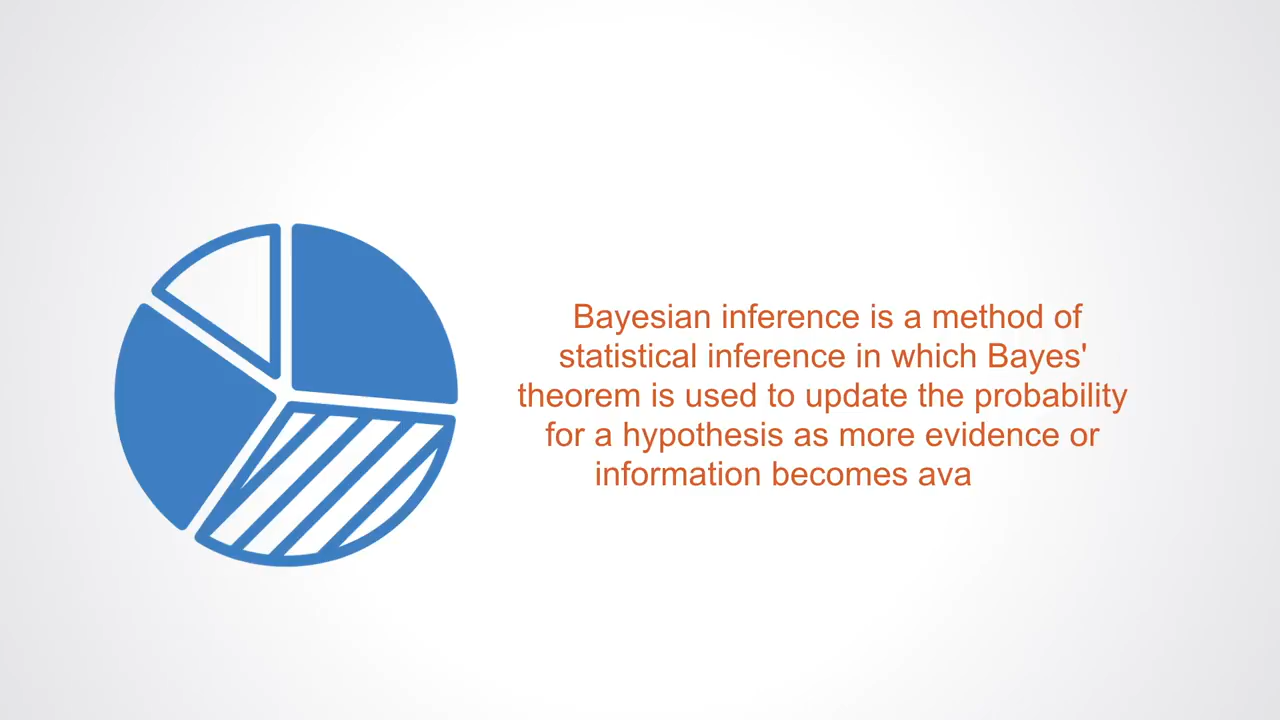 Bayesian inference is a method of
statistical inference in which Bayes'
theorem is used to update the probability
for a hypothesis as more evidence or
information becomes ava